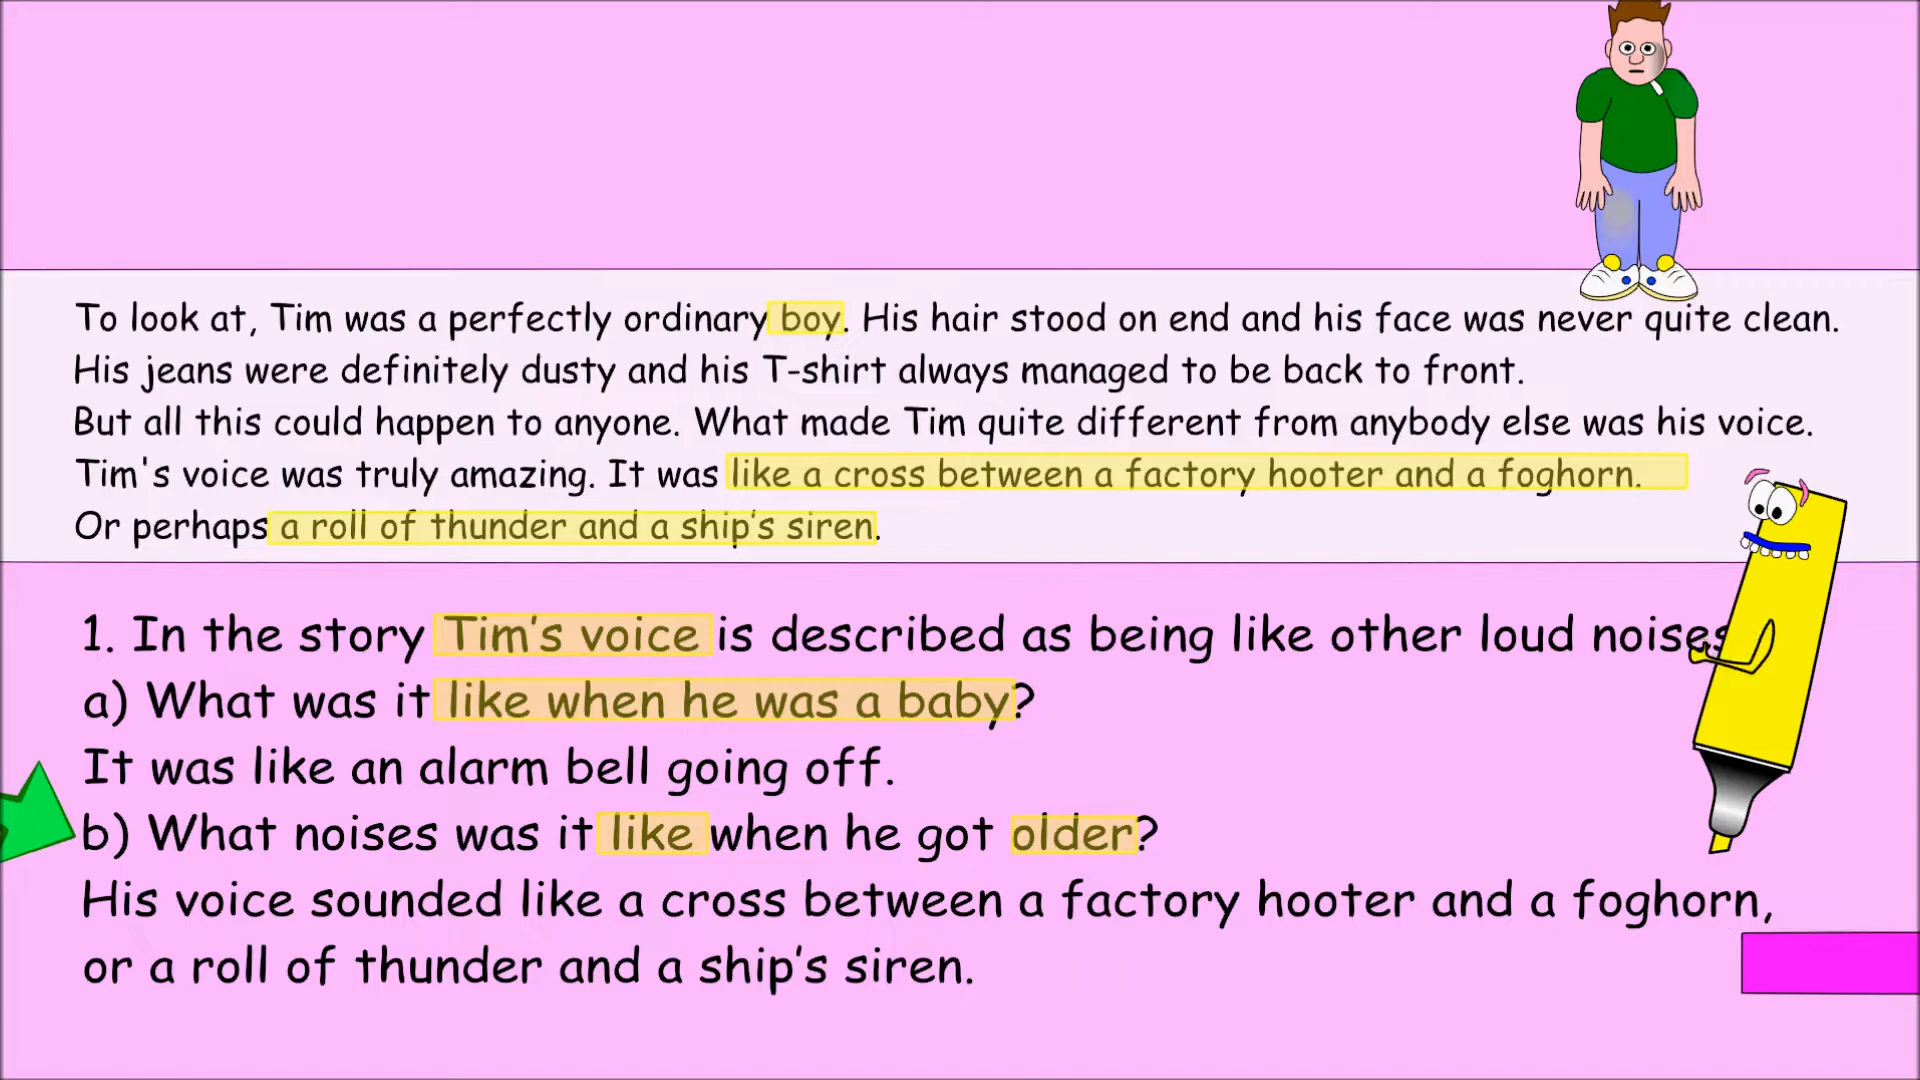 To look at, Tim was a perfectly ordinary boy. His hair stood on end and his face was never quite clean.
His jeans were definitely dusty and his T-shirt always managed to be back to front.
But all this could happen to anyone. What made Tim quite different from anybody else was his voice.
Tim's voice was truly amazing. It was like a cross between a factory hooter and a foghorn.
Or perhaps a roll of thunder and a ship's siren.
1. In the story Tim's voice is described as being like other loud noises
a) What was it like when he was a baby?
It was like an alarm bell going off.
b) What noises was it like when he got older?
His voice sounded like a cross between a factory hooter and a foghorn,
or a roll of thunder and a ship's siren.